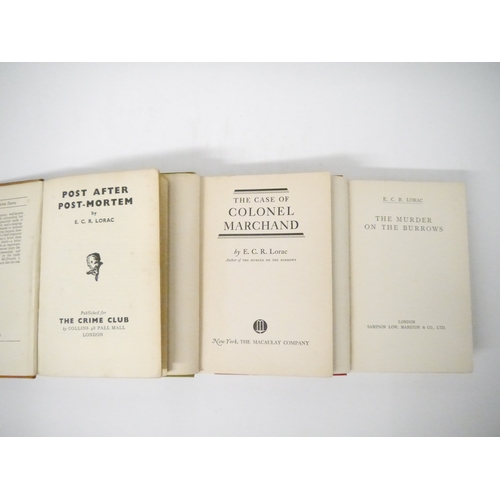 POST AFTER
POST-MORTEM
by
E. C. R. LORAC
Published for
THE CRIME CLUB
by COLLINS 48 PALL MALL
LONDON
THE CASE OF
COLONEL
MARCHAND
by E. C. R. Lorac
Author of THE MURDER ON THE BURROWS
New York, THE MACAULAY COMPANY
E. C. R. LORAC
THE MURDER
ON THE BURROWS
LONDON
SAMPSON LOW, MARSTON & CO., LTD.